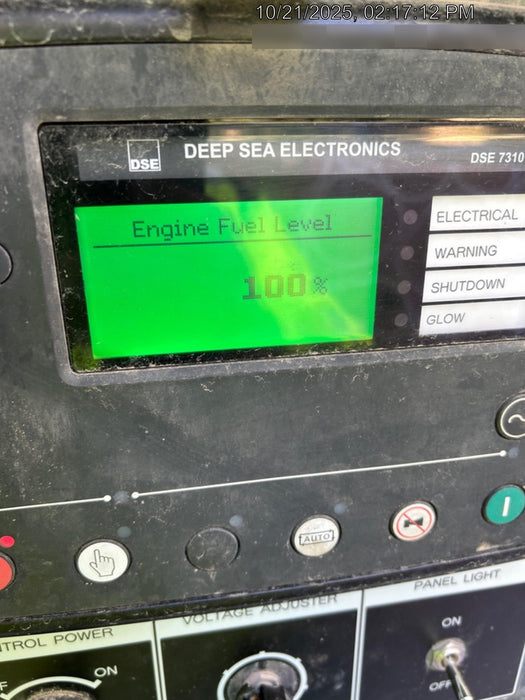 10/21/2025, 02:17:12 PM
DSE
DEEP SEA ELECTRONICS
DSE 7310
Engine Fuel Level
100%
ELECTRICAL
WARNING
SHUTDOWN
GLOW
AUTO
I
TROL POWER
ON
F
VOLTAGE ADJUSTER
PANEL LIGHT
ON
OFF